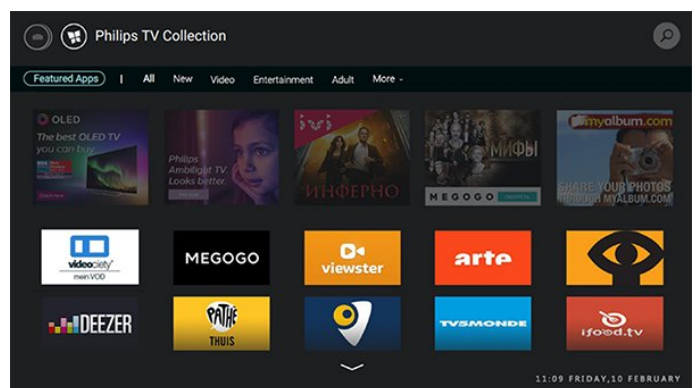 Philips TV Collection
Featured Apps | All New Video Entertainment Adult More
OLED
The best OLED TV
you can buy
Philips
Ambilight TV.
Looks better.
ivi
ИНФЕРНО
МИФЫ
MEGOGO
myalbum.com
SHARE YOUR PHOTOS
THROUGH MYALBUM.COM
videociety
mein VOD
MEGOGO
viewster
arte
DEEZER
PATHÉ
THUIS
TV5MONDE
ifood.tv
11:09 FRIDAY,10 FEBRUARY